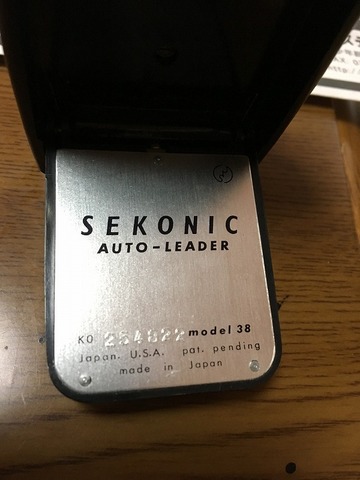 SEKONIC
AUTO-LEADER
KO 254822 model 38
Japan. U.S.A. pat. pending
made in Japan